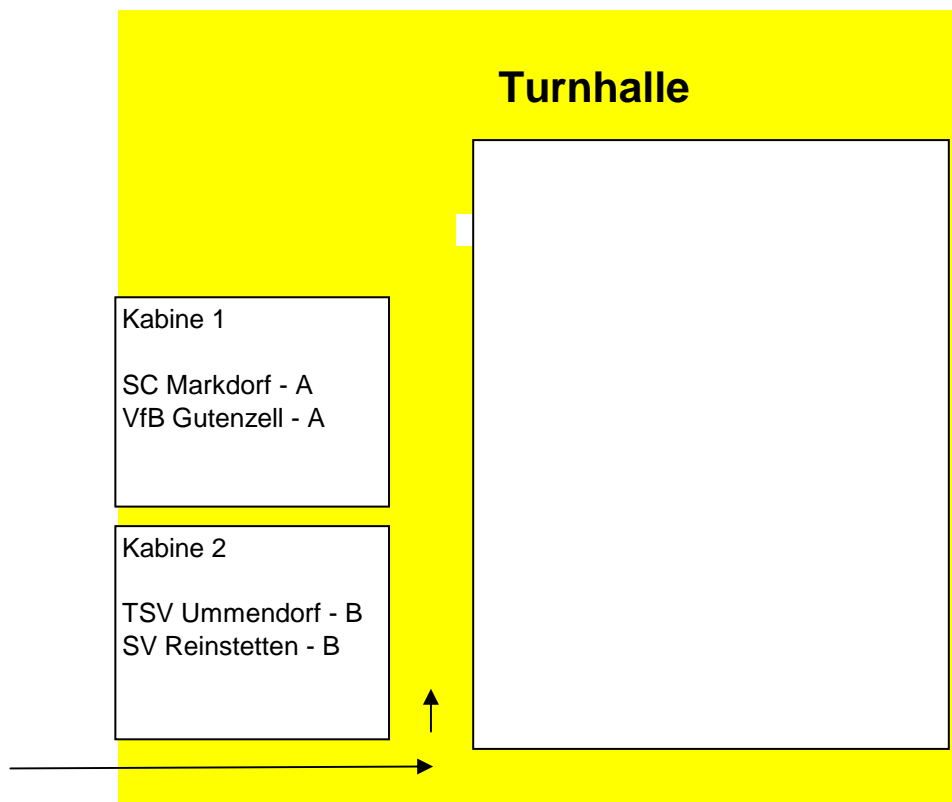 Turnhalle
Kabine 1
SC Markdorf - A
VfB Gutenzell - A
Kabine 2
TSV Ummendorf - B
SV Reinstetten - B